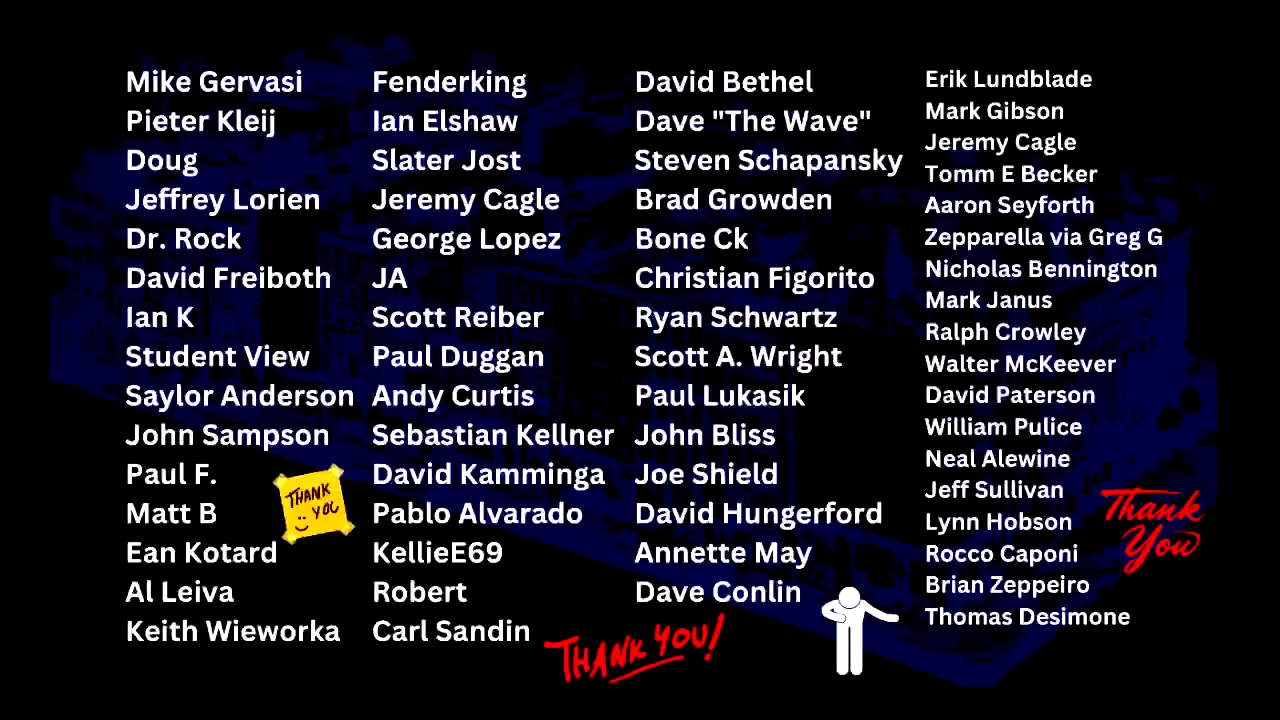 Mike Gervasi
Pieter Kleij
Doug
Jeffrey Lorien
Dr. Rock
David Freiboth
Ian K
Student View
Saylor Anderson
John Sampson
Paul F.
Matt B
Ean Kotard
Al Leiva
Keith Wieworka
THANK
YOU
Fenderking
Ian Elshaw
Slater Jost
Jeremy Cagle
George Lopez
JA
Scott Reiber
Paul Duggan
Andy Curtis
Sebastian Kellner
David Kamminga
Pablo Alvarado
KellieE69
Robert
Carl Sandin
THANK YOU!
David Bethel
Dave "The Wave"
Steven Schapansky
Brad Growden
Bone Ck
Christian Figorito
Ryan Schwartz
Scott A. Wright
Paul Lukasik
John Bliss
Joe Shield
David Hungerford
Annette May
Dave Conlin
Erik Lundblade
Mark Gibson
Jeremy Cagle
Tomm E Becker
Aaron Seyforth
Zepparella via Greg G
Nicholas Bennington
Mark Janus
Ralph Crowley
Walter McKeever
David Paterson
William Pulice
Neal Alewine
Jeff Sullivan
Lynn Hobson
Rocco Caponi
Brian Zeppeiro
Thomas Desimone
Thank
You